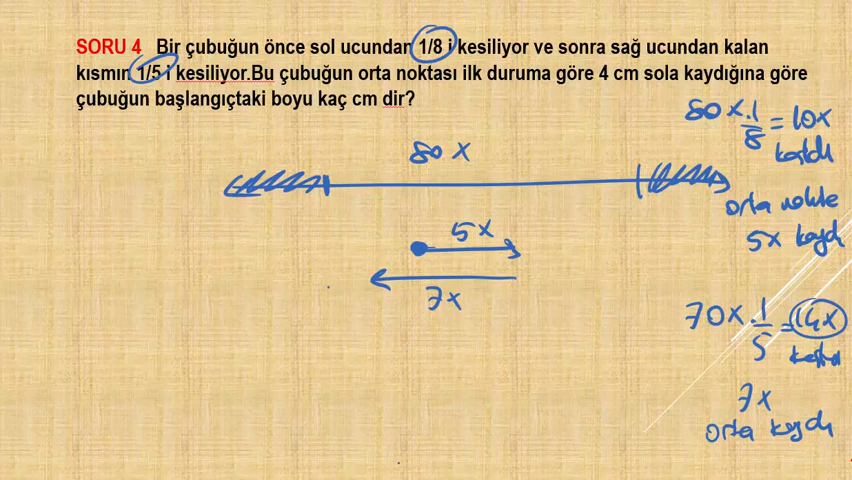 SORU 4 Bir çubuğun önce sol ucundan 1/8 i kesiliyor ve sonra sağ ucundan kalan
kısmın 1/5 i kesiliyor.Bu çubuğun orta noktası ilk duruma göre 4 cm sola kaydığına göre
çubuğun başlangıçtaki boyu kaç cm dir?
80x
5x
7x
80x.1/8=10x
kesildi
orta nokta
5x kaydı
70x.1/5=14x
7x
orta kaydı